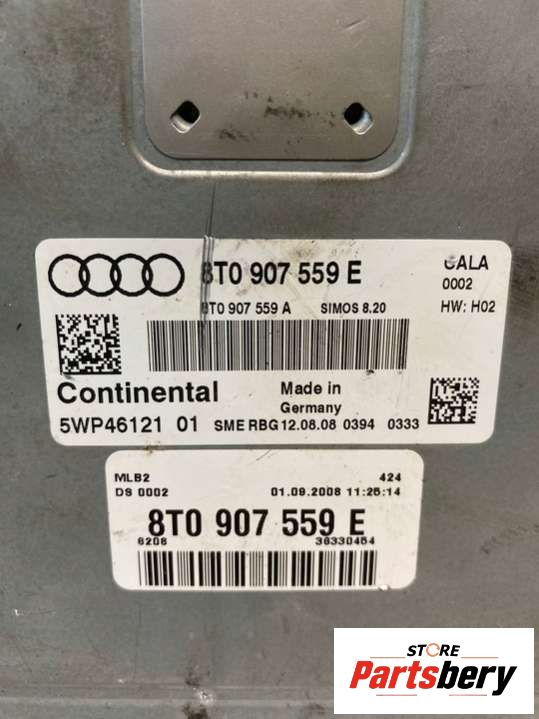 8T0 907 559 E
CALA
0002
8T0 907 559 A SIMOS 8.20 HW: H02
Continental Made in
Germany
5WP46121 01 SME RBG 12.08.08 0394 0333
MLB2 424
DS 0002 01.09.2008 11:25:14
8T0 907 559 E
6208 36330454
STORE
Partsbery